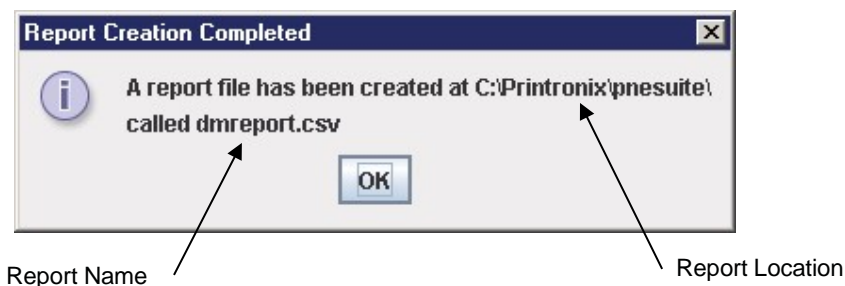 Report Creation Completed
A report file has been created at C:\Printronix\pnesuite\
called dmreport.csv
OK
Report Name
Report Location